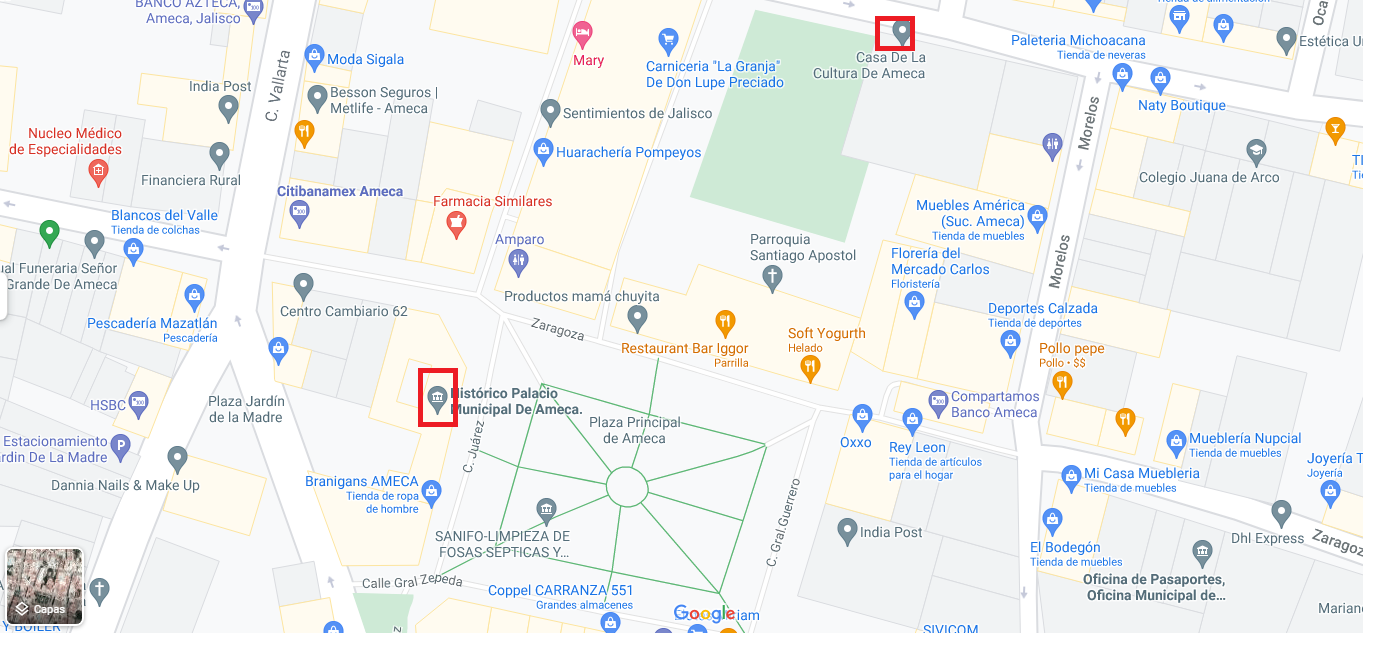 BANCO AZTECA,
Ameca, Jalisco
Moda Sigala
C. Vallarta
India Post
Besson Seguros |
Metlife - Ameca
Mary
Carniceria "La Granja"
De Don Lupe Preciado
Casa De La
Cultura De Ameca
Tienda de alimentación
Paleteria Michoacana
Tienda de neveras
Naty Boutique
Morelos
Nucleo Médico
de Especialidades
Financiera Rural
Sentimientos de Jalisco
Huarachería Pompeyos
Colegio Juana de Arco
Citibanamex Ameca
Farmacia Similares
Blancos del Valle
Tienda de colchas
Muebles América
(Suc. Ameca)
Tienda de muebles
Amparo
Parroquia
Santiago Apostol
Florería del
Mercado Carlos
Floristería
Morelos
Funeraria Señor
Grande De Ameca
Centro Cambiario 62
Productos mamá chuyita
Zaragoza
Deportes Calzada
Tienda de deportes
Pescadería Mazatlán
Pescadería
Restaurant Bar Iggor
Parrilla
Soft Yogurth
Helado
Pollo pepe
Pollo • $$
HSBC
Plaza Jardín
de la Madre
Histórico Palacio
Municipal De Ameca.
C. Juárez
Plaza Principal
de Ameca
Oxxo
Rey Leon
Tienda de artículos
para el hogar
Compartamos
Banco Ameca
Mueblería Nupcial
Tienda de muebles
Estacionamiento
De La Madre
Dannia Nails & Make Up
Branigans AMECA
Tienda de ropa
de hombre
Mi Casa Muebleria
Tienda de muebles
Joyería T
Joyería
C. Gral.Guerrero
SANIFO-LIMPIEZA DE
FOSAS SÉPTICAS Y...
India Post
El Bodegón
Tienda de muebles
Dhl Express
Zaragoza
Calle Gral Zepeda
Coppel CARRANZA 551
Grandes almacenes
Oficina de Pasaportes,
Oficina Municipal de...
Capas
Google
SIVICOM